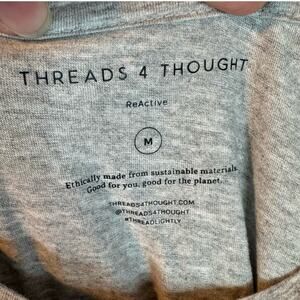 THREADS 4 THOUGHT
ReActive
M
Ethically made from sustainable materials.
Good for you, good for the planet.
THREADS4THOUGHT.COM
@THREADS4THOUGHT
#THREADLIGHTLY